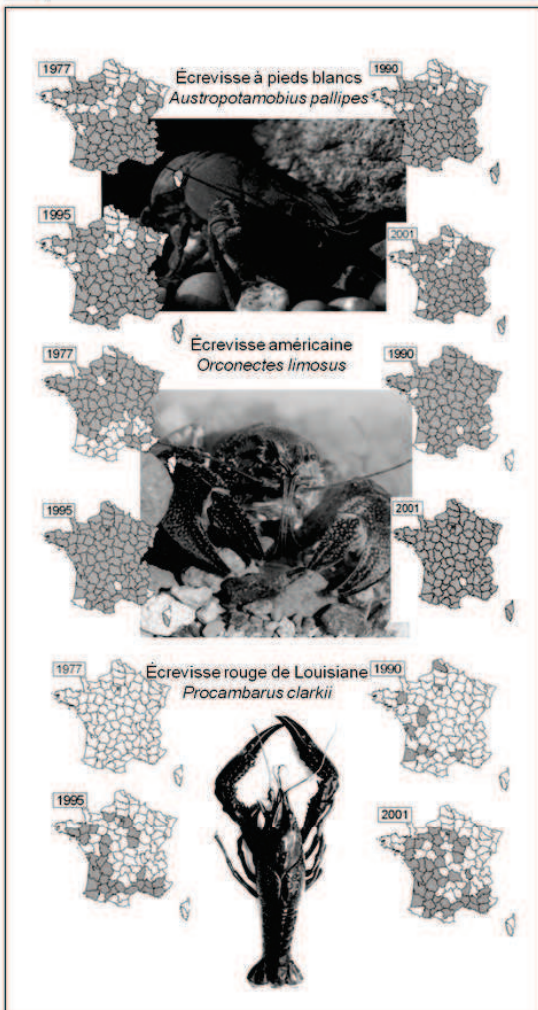 1977
Écrevisse à pieds blancs
1990
Austropotamobius pallipes
1995
2001
Écrevisse américaine
1977
1990
Orconectes limosus
1995
2001
1977
Écrevisse rouge de Louisiane
1990
Procambarus clarkii
1995
2001